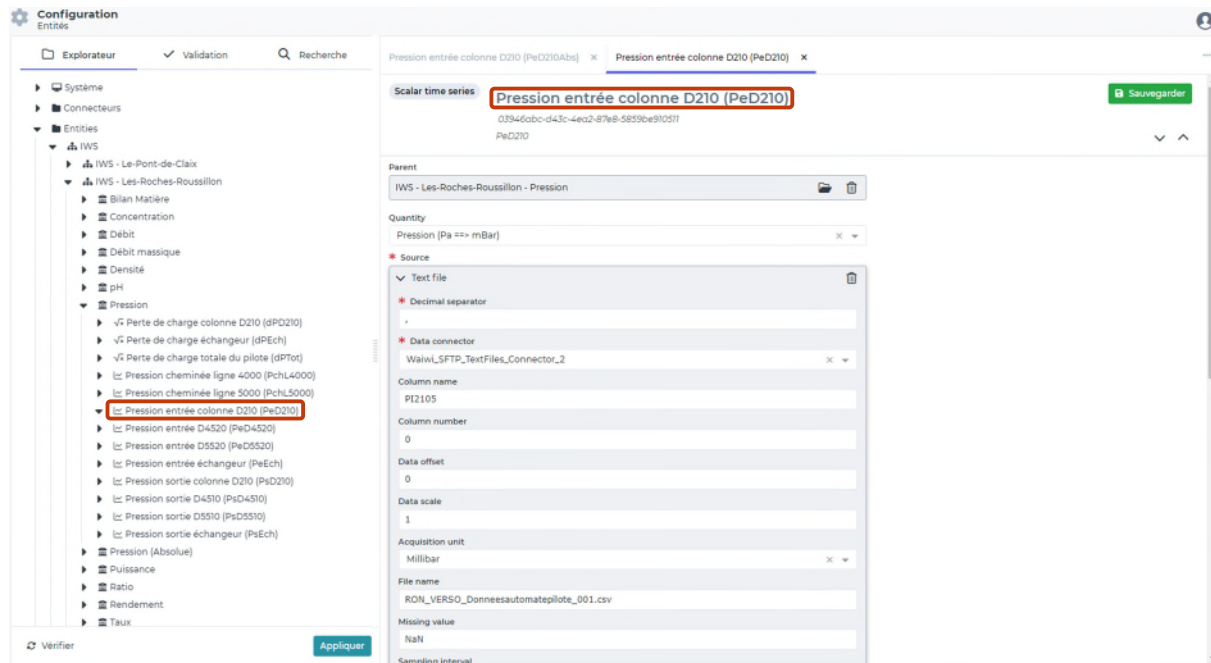 Configuration
Entités
Explorateur Validation Recherche
Système
Connecteurs
Entities
IWS
IWS - Le-Pont-de-Claix
IWS - Les-Roches-Roussillon
Bilan Matière
Concentration
Débit
Débit massique
Densité
pH
Pression
Perte de charge colonne D210 (dPD210)
Perte de charge échangeur (dPEch)
Perte de charge totale du pilote (dPTot)
Pression cheminée ligne 4000 (PchL4000)
Pression cheminée ligne 5000 (PchL5000)
Pression entrée colonne D210 (PeD210)
Pression entrée D4520 (PeD4520)
Pression entrée D5520 (PeD5520)
Pression entrée échangeur (PeEch)
Pression sortie colonne D210 (PsD210)
Pression sortie D4510 (PsD4510)
Pression sortie D5510 (PsD5510)
Pression sortie échangeur (PsEch)
Pression (Absolue)
Puissance
Ratio
Rendement
Taux
Vérifier Appliquer
Pression entrée colonne D210 (PeD210Abs) × Pression entrée colonne D210 (PeD210) ×
Scalar time series Pression entrée colonne D210 (PeD210) Sauvegarder
03946abc-d43c-4ea2-87e8-5859be910511
PeD210
Parent
IWS - Les-Roches-Roussillon - Pression
Quantity
Pression (Pa ==> mBar)
* Source
Text file
* Decimal separator
,
* Data connector
Waiwi_SFTP_TextFiles_Connector_2
Column name
PI2105
Column number
0
Data offset
0
Data scale
1
Acquisition unit
Millibar
File name
RON_VERSO_Donneesautomatepilote_001.csv
Missing value
NaN
Sampling interval